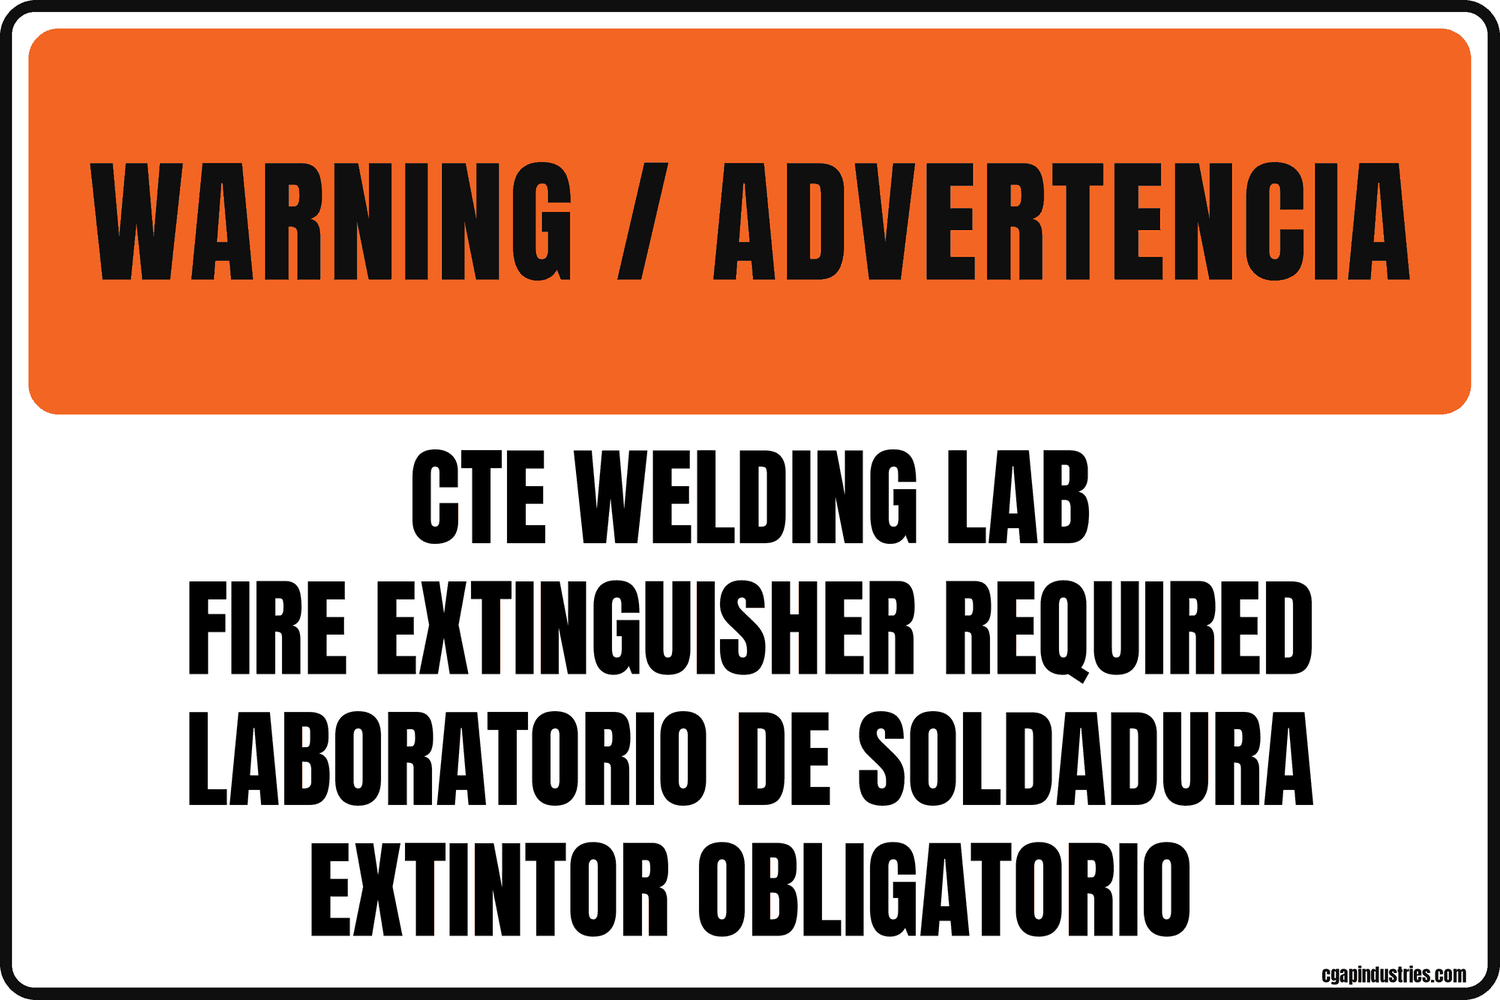 WARNING / ADVERTENCIA
CTE WELDING LAB
FIRE EXTINGUISHER REQUIRED
LABORATORIO DE SOLDADURA
EXTINTOR OBLIGATORIO
cgapindustries.com